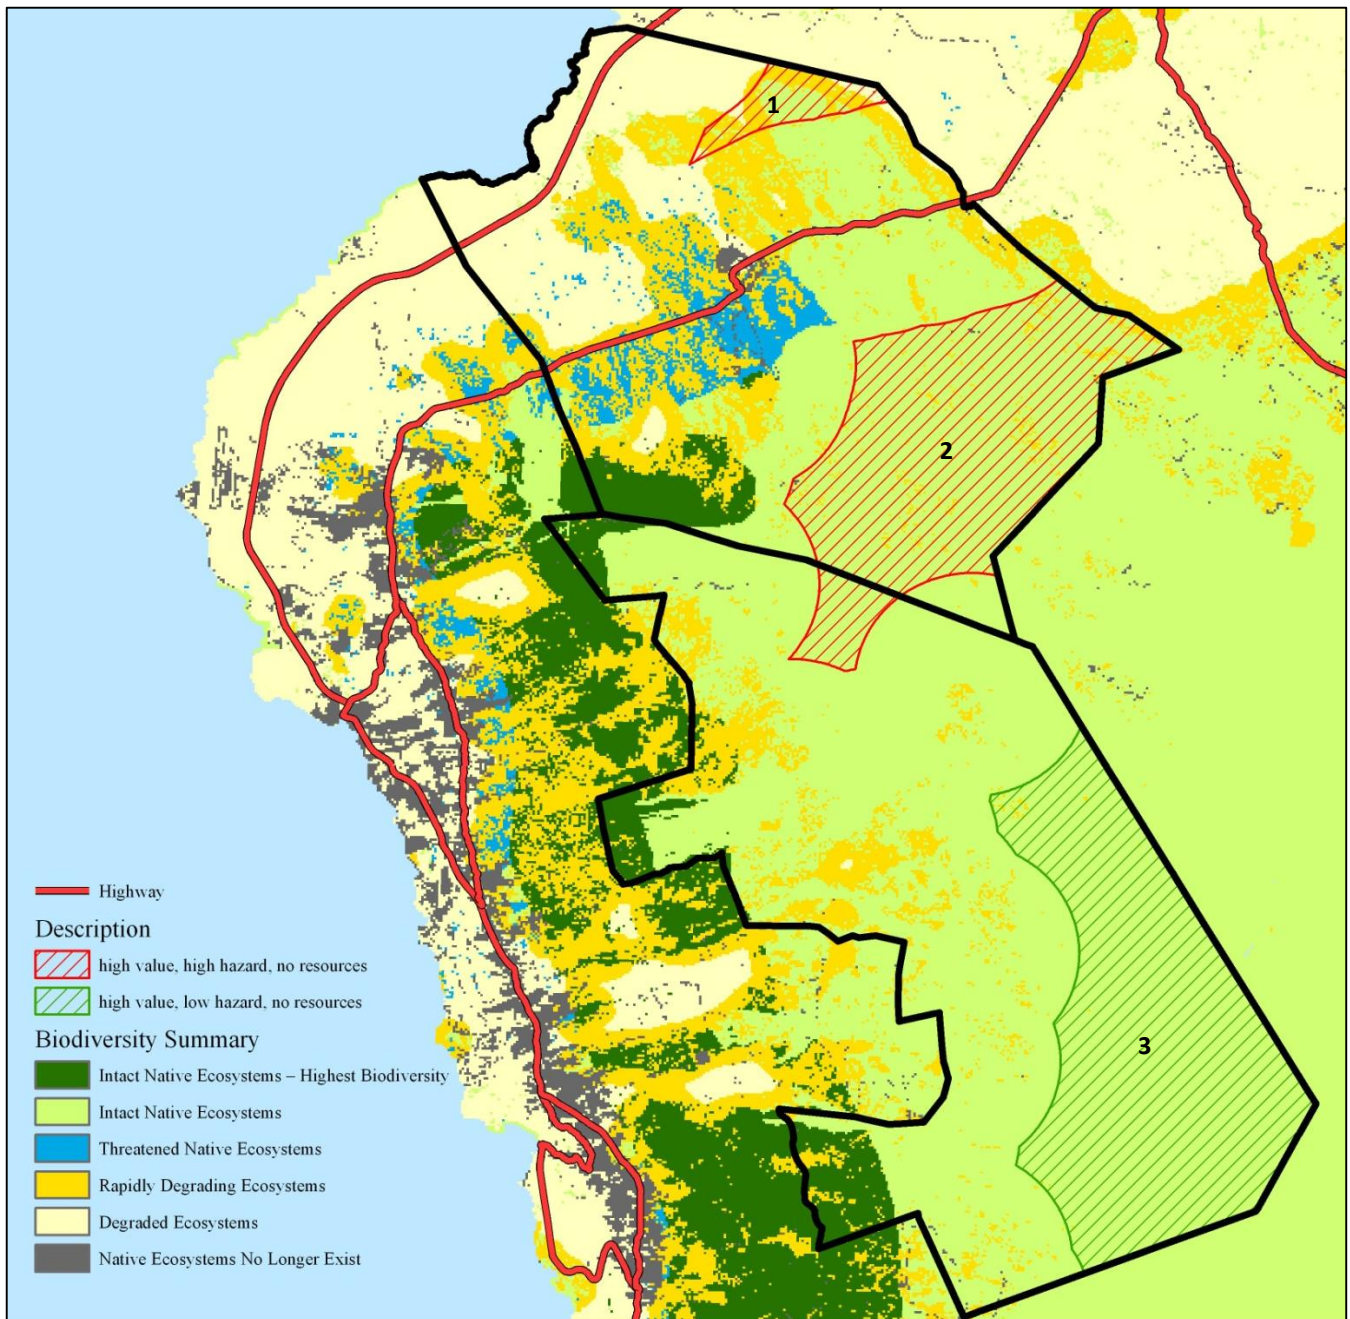 1
2
3
Highway
Description
high value, high hazard, no resources
high value, low hazard, no resources
Biodiversity Summary
Intact Native Ecosystems – Highest Biodiversity
Intact Native Ecosystems
Threatened Native Ecosystems
Rapidly Degrading Ecosystems
Degraded Ecosystems
Native Ecosystems No Longer Exist